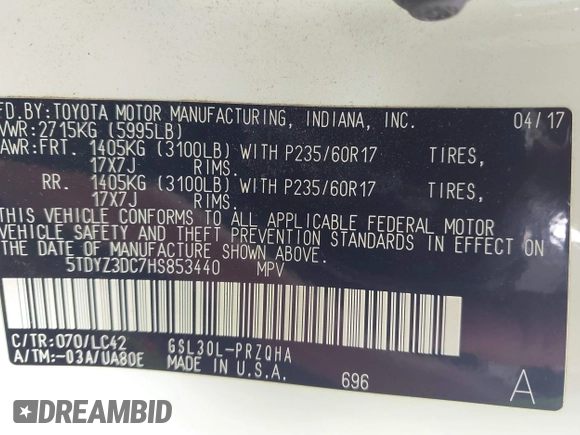 MFD.BY:TOYOTA MOTOR MANUFACTURING, INDIANA, INC. 04/17
VWR:2715KG (5995LB)
AWR:FRT. 1405KG (3100LB) WITH P235/60R17 TIRES,
17X7J RIMS.
RR. 1405KG (3100LB) WITH P235/60R17 TIRES,
17X7J RIMS.
THIS VEHICLE CONFORMS TO ALL APPLICABLE FEDERAL MOTOR
VEHICLE SAFETY AND THEFT PREVENTION STANDARDS IN EFFECT ON
THE DATE OF MANUFACTURE SHOWN ABOVE.
5TDYZ3DC7HS853440 MPV
C/TR:070/LC42 GSL30L-PRZQHA
A/TM:-03A/UA80E MADE IN U.S.A.
696 A
DREAMBID